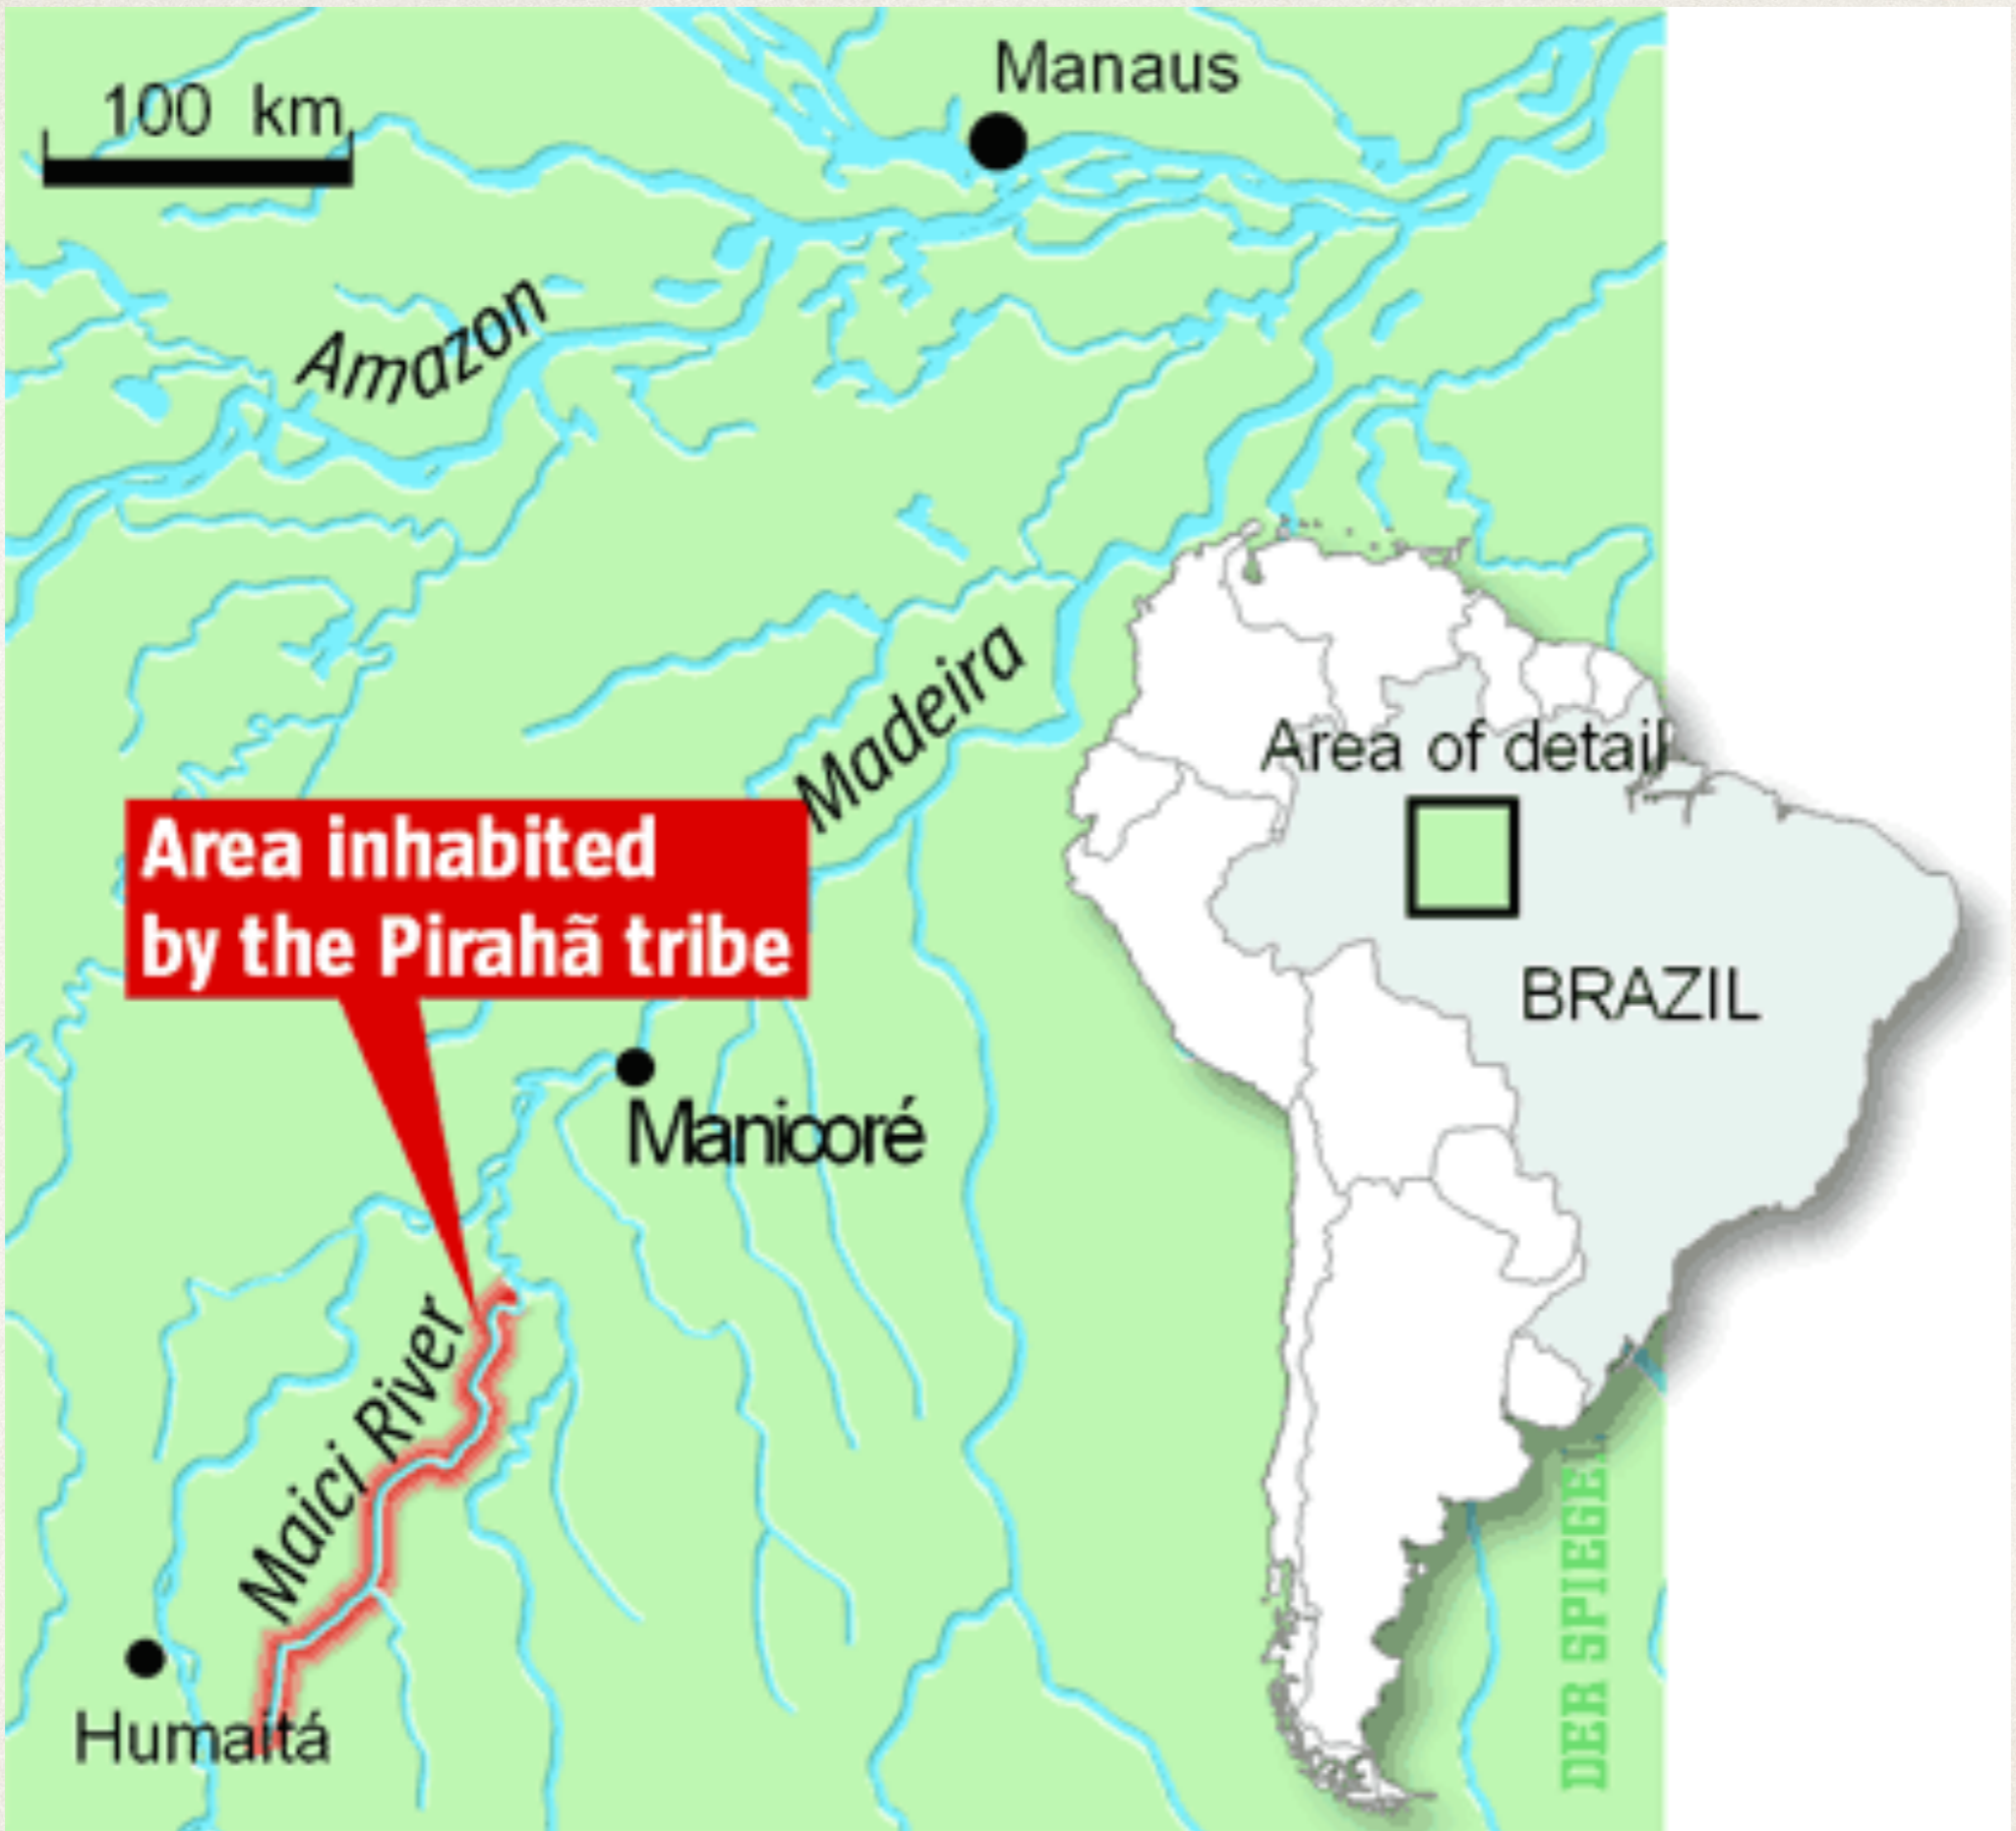 Manaus
100 km
Amazon
Madeira
Area of detail
Area inhabited
by the Pirahã tribe
BRAZIL
Manicoré
Maici River
Humaitá
DER SPIEGEL